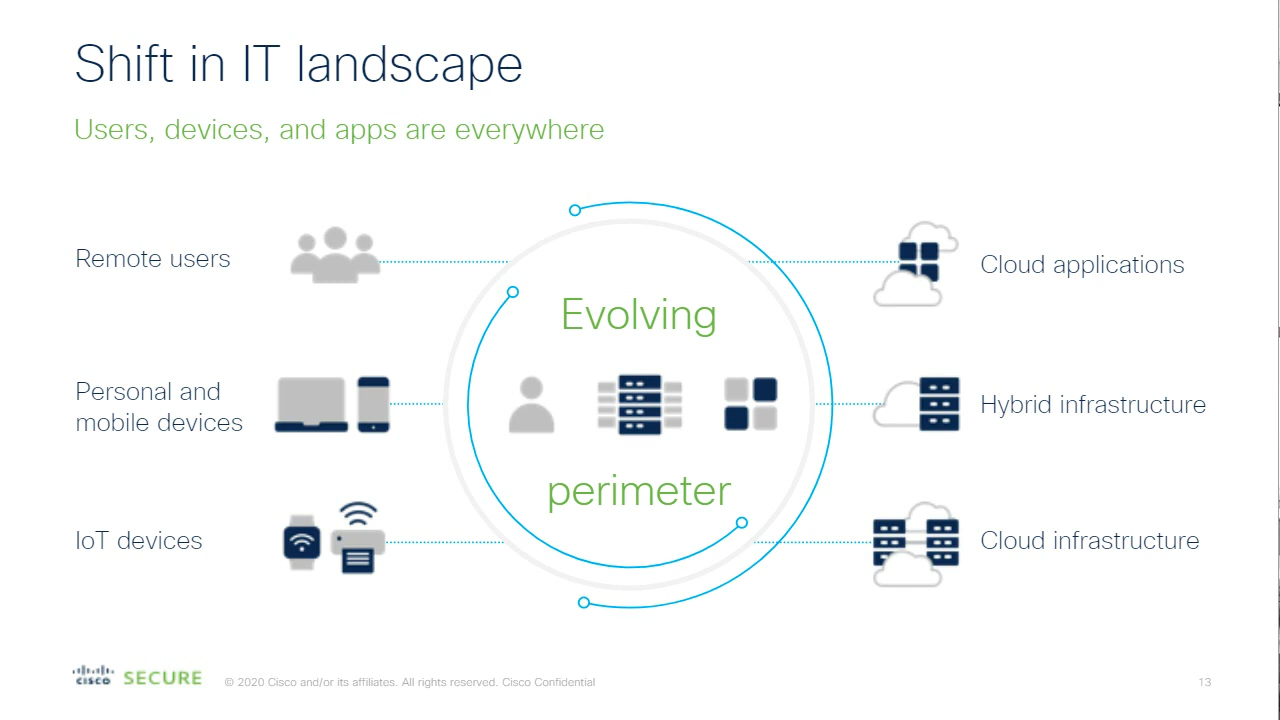 Shift in IT landscape
Users, devices, and apps are everywhere
Remote users
Personal and
mobile devices
IoT devices
Evolving
perimeter
Cloud applications
Hybrid infrastructure
Cloud infrastructure
cisco SECURE
© 2020 Cisco and/or its affiliates. All rights reserved. Cisco Confidential
13